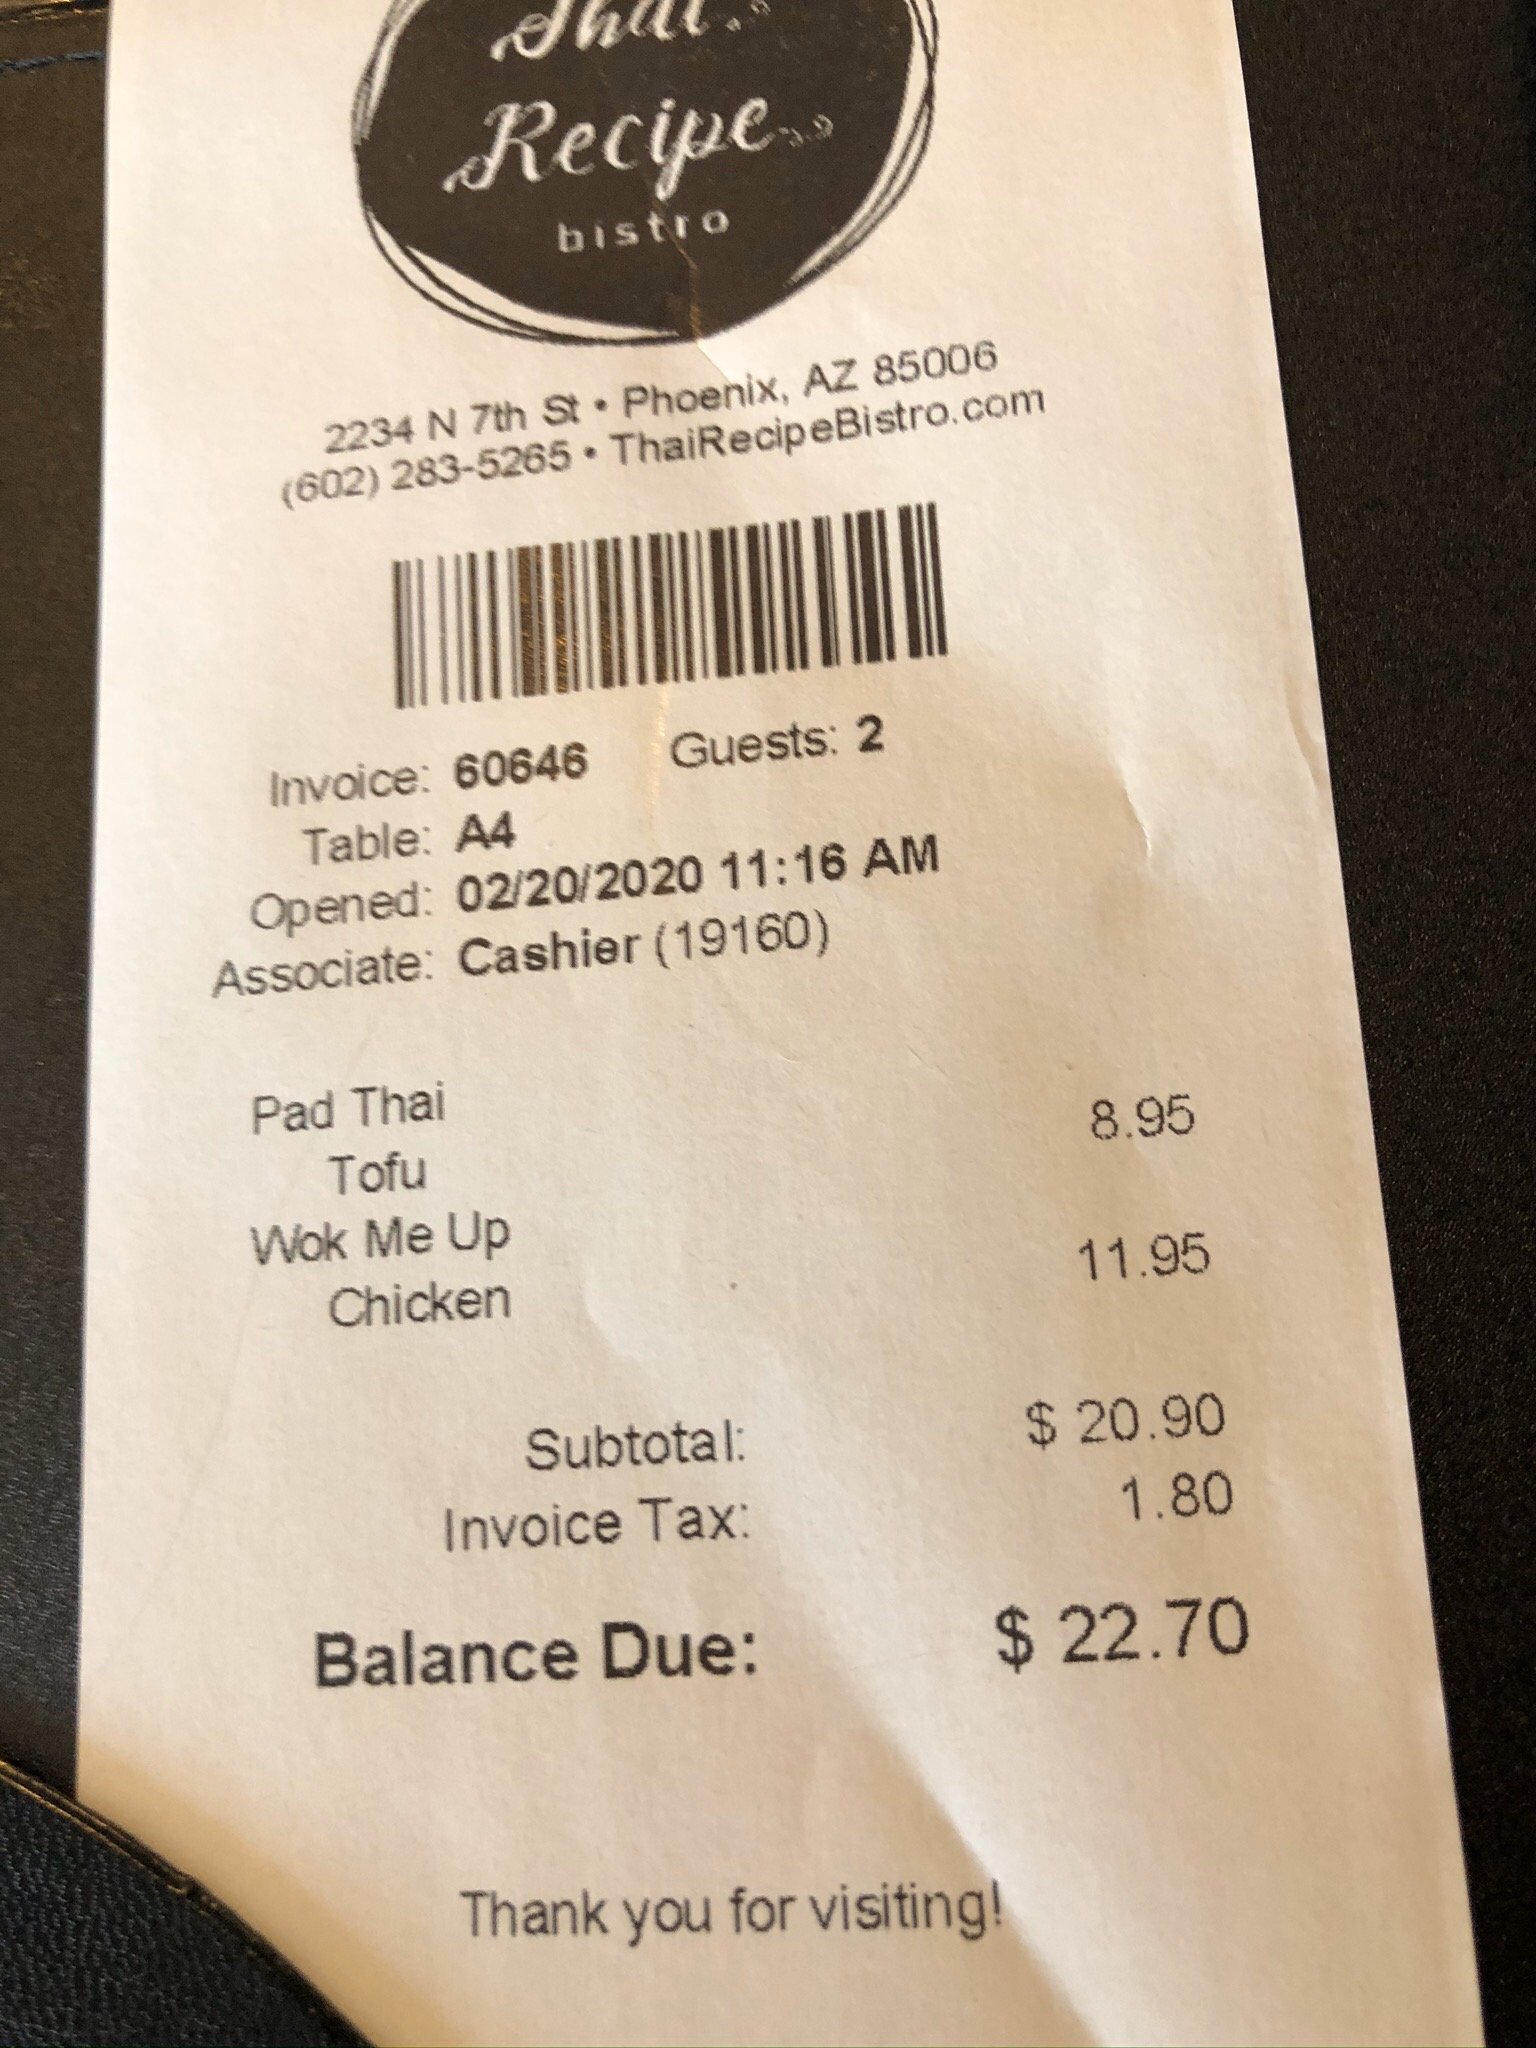 Thai
Recipe
bistro
2234 N 7th St • Phoenix, AZ 85006
(602) 283-5265 • ThaiRecipeBistro.com
Invoice: 60646 Guests: 2
Table: A4
Opened: 02/20/2020 11:16 AM
Associate: Cashier (19160)
Pad Thai 8.95
Tofu
Wok Me Up 11.95
Chicken
Subtotal: $ 20.90
Invoice Tax: 1.80
Balance Due: $ 22.70
Thank you for visiting!